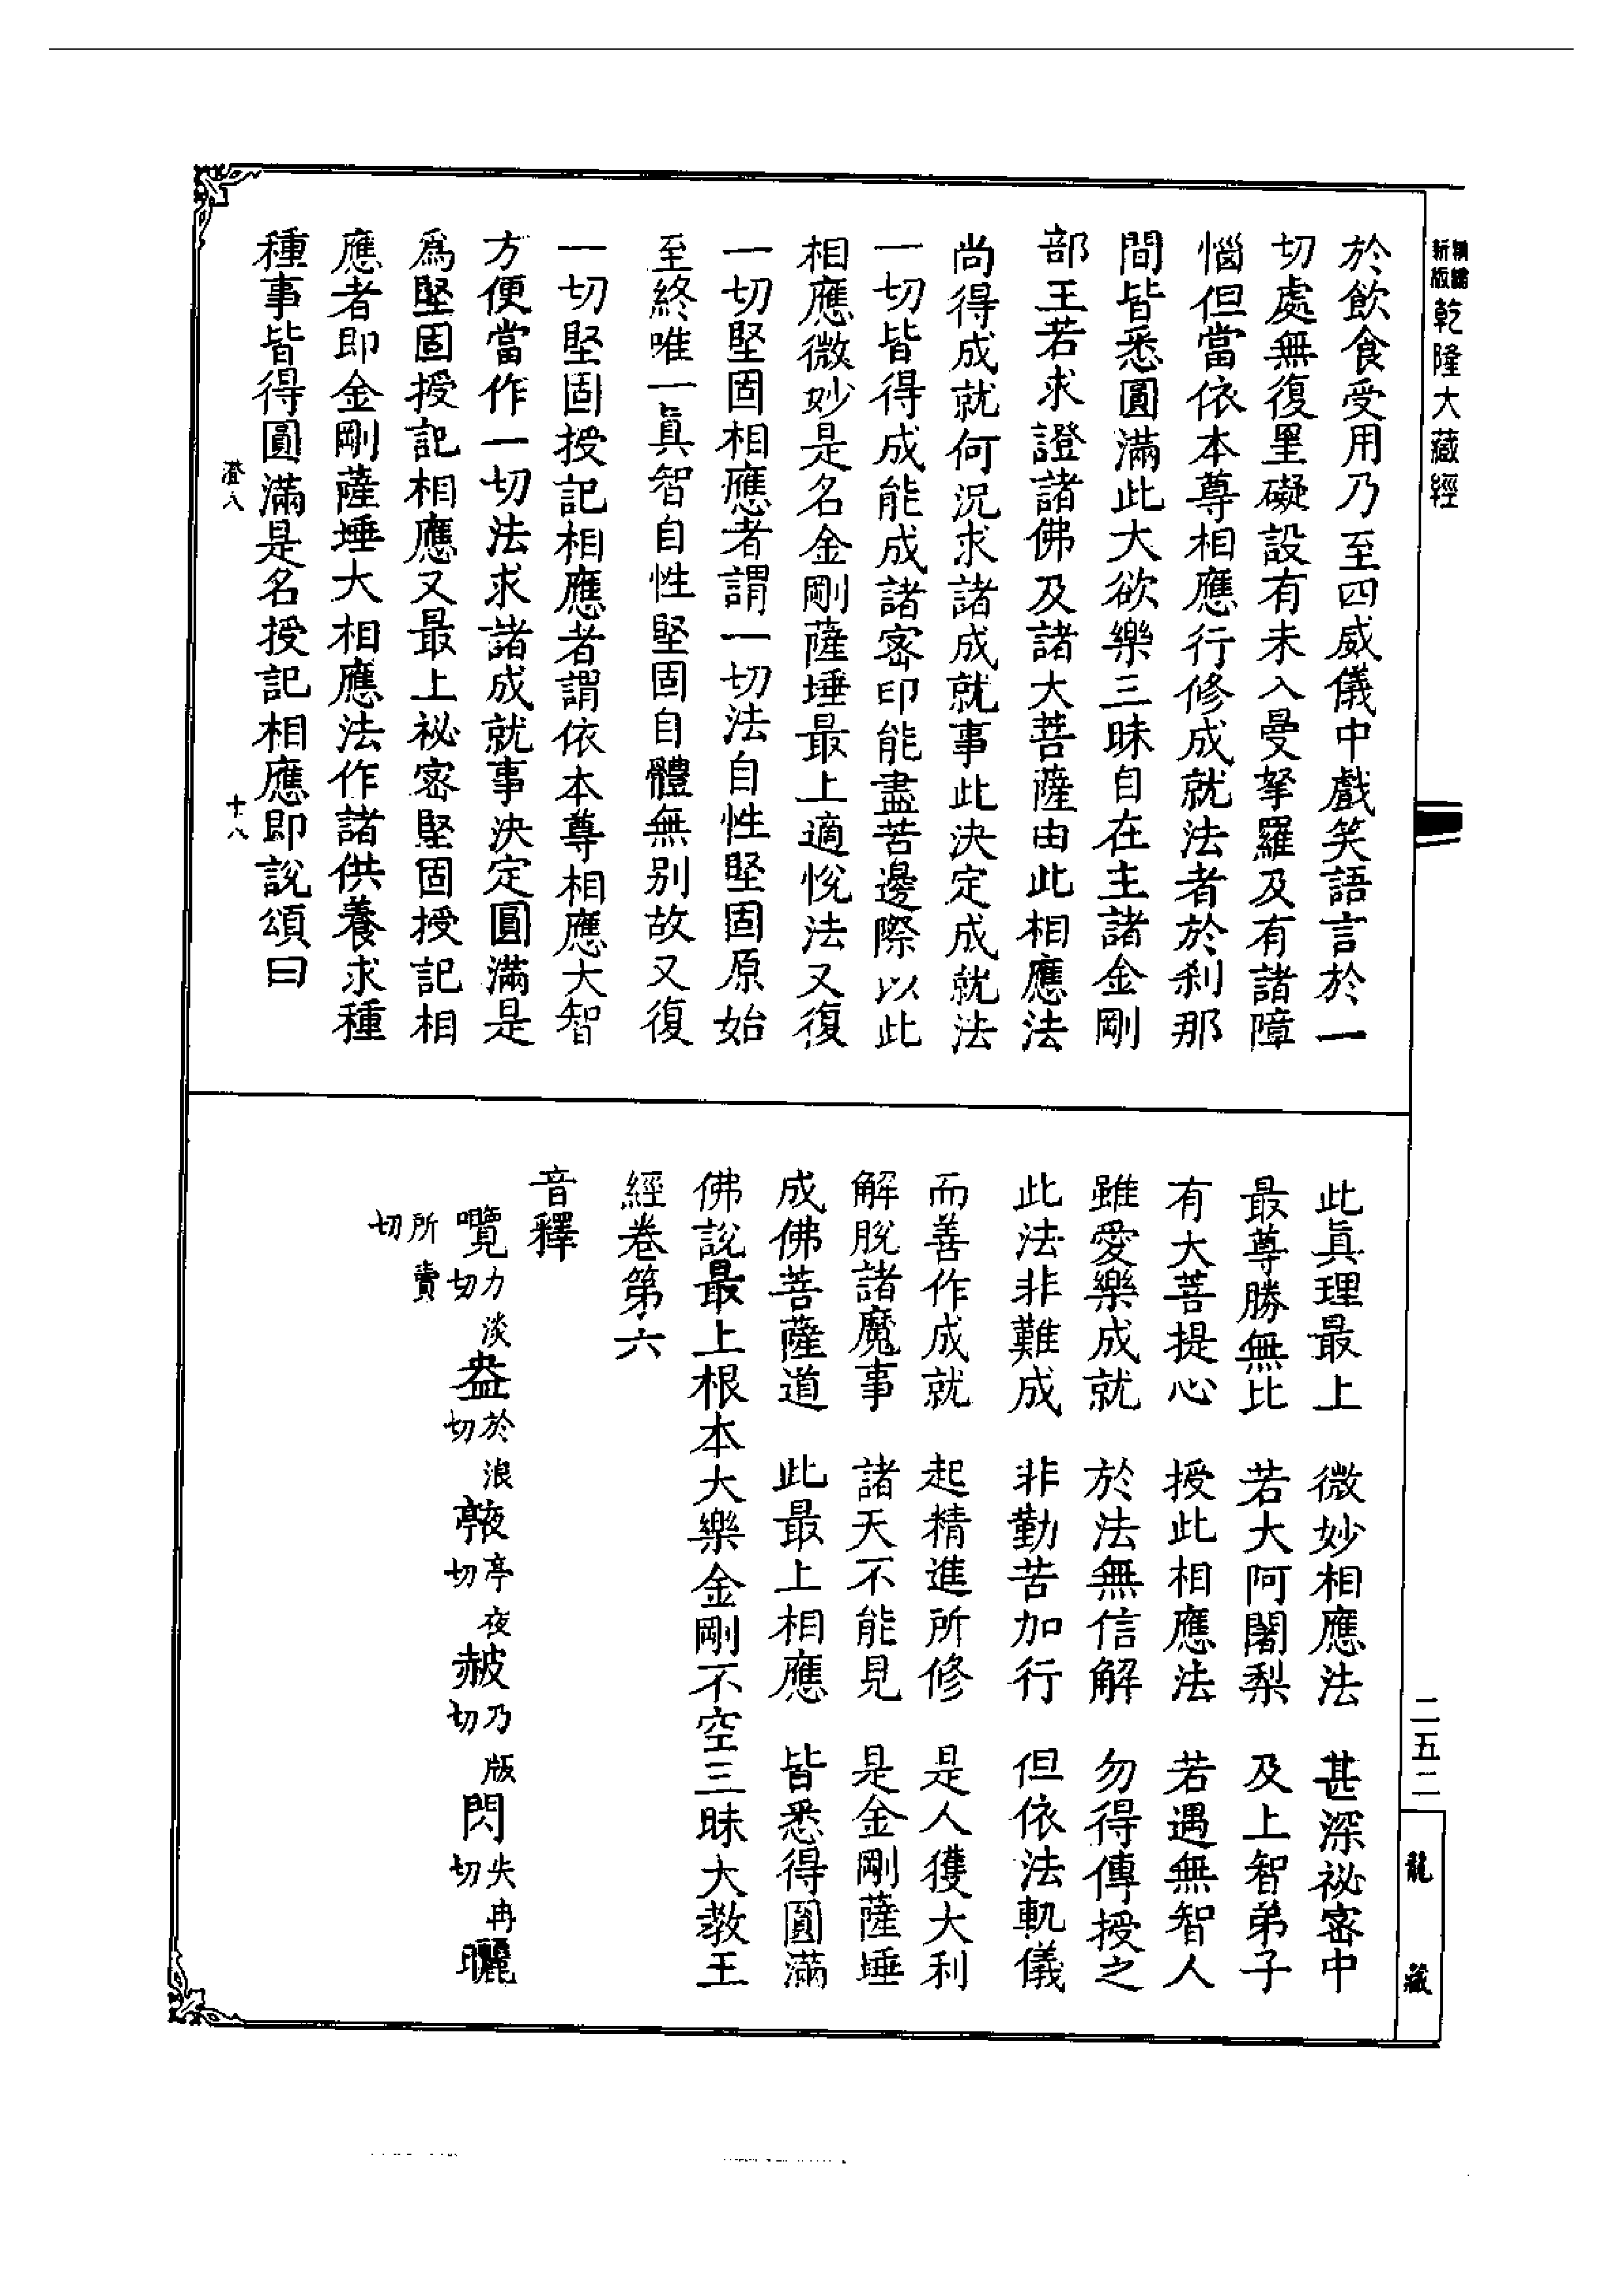 新版精縮乾隆大藏經
於飲食受用乃至四威儀中戲笑語言於一
切處無復罣礙設有未入曼拏羅及有諸障
惱但當依本尊相應行修成就法者於刹那
間皆悉圓滿此大欲樂三昧自在主諸金剛
部王若求證諸佛及諸大菩薩由此相應法
尚得成就何況求諸成就事此決定成就法
一切皆得成能成諸密印能盡苦邊際以此
相應微妙是名金剛薩埵最上適悅法又復
一切堅固相應者謂一切法自性堅固原始
至終唯一眞智自性堅固自體無别故又復
一切堅固授記相應者謂依本尊相應大智
方便當作一切法求諸成就事決定圓滿是
爲堅固授記相應又最上祕密堅固授記相
應者即金剛薩埵大相應法作諸供養求種
種事皆得圓滿是名授記相應即說頌曰
澄八 十八
此眞理最上 微妙相應法 甚深祕密中
最尊勝無比 若大阿闍梨 及上智弟子
有大菩提心 授此相應法 若遇無智人
雖愛樂成就 於法無信解 勿得傳授之
此法非難成 非勤苦加行 但依法軌儀
而善作成就 起精進所修 是人獲大利
解脫諸魔事 諸天不能見 是金剛薩埵
成佛菩薩道 此最上相應 皆悉得圓滿
佛說最上根本大樂金剛不空三昧大教王
經卷第六
音釋
嚂力淡切盎於浪切𩐨亭夜切赧乃版切閃失冉切曬
所賣切
二五二
龍藏